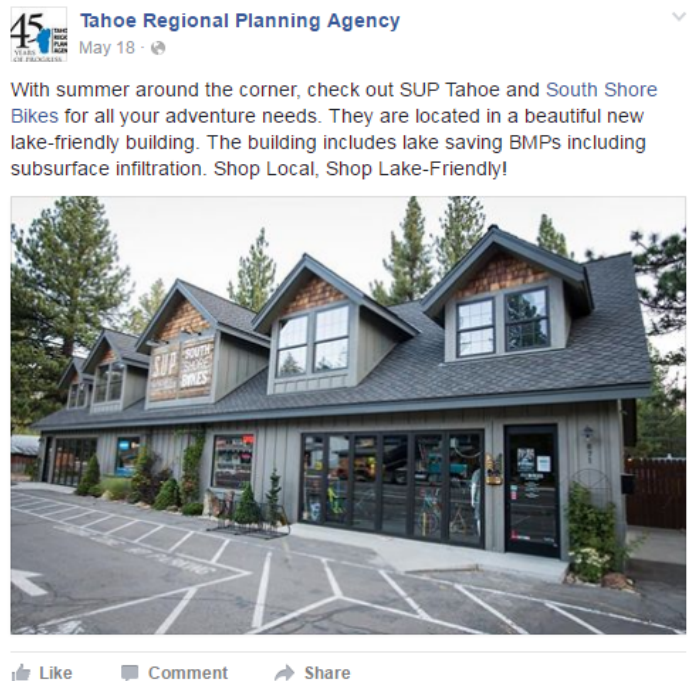 45
YEARS
OF PROGRESS
Tahoe Regional Planning Agency
May 18 ·
With summer around the corner, check out SUP Tahoe and South Shore
Bikes for all your adventure needs. They are located in a beautiful new
lake-friendly building. The building includes lake saving BMPs including
subsurface infiltration. Shop Local, Shop Lake-Friendly!
SUP
SOUTH
SHORE
BIKES
PARKING
Like Comment Share